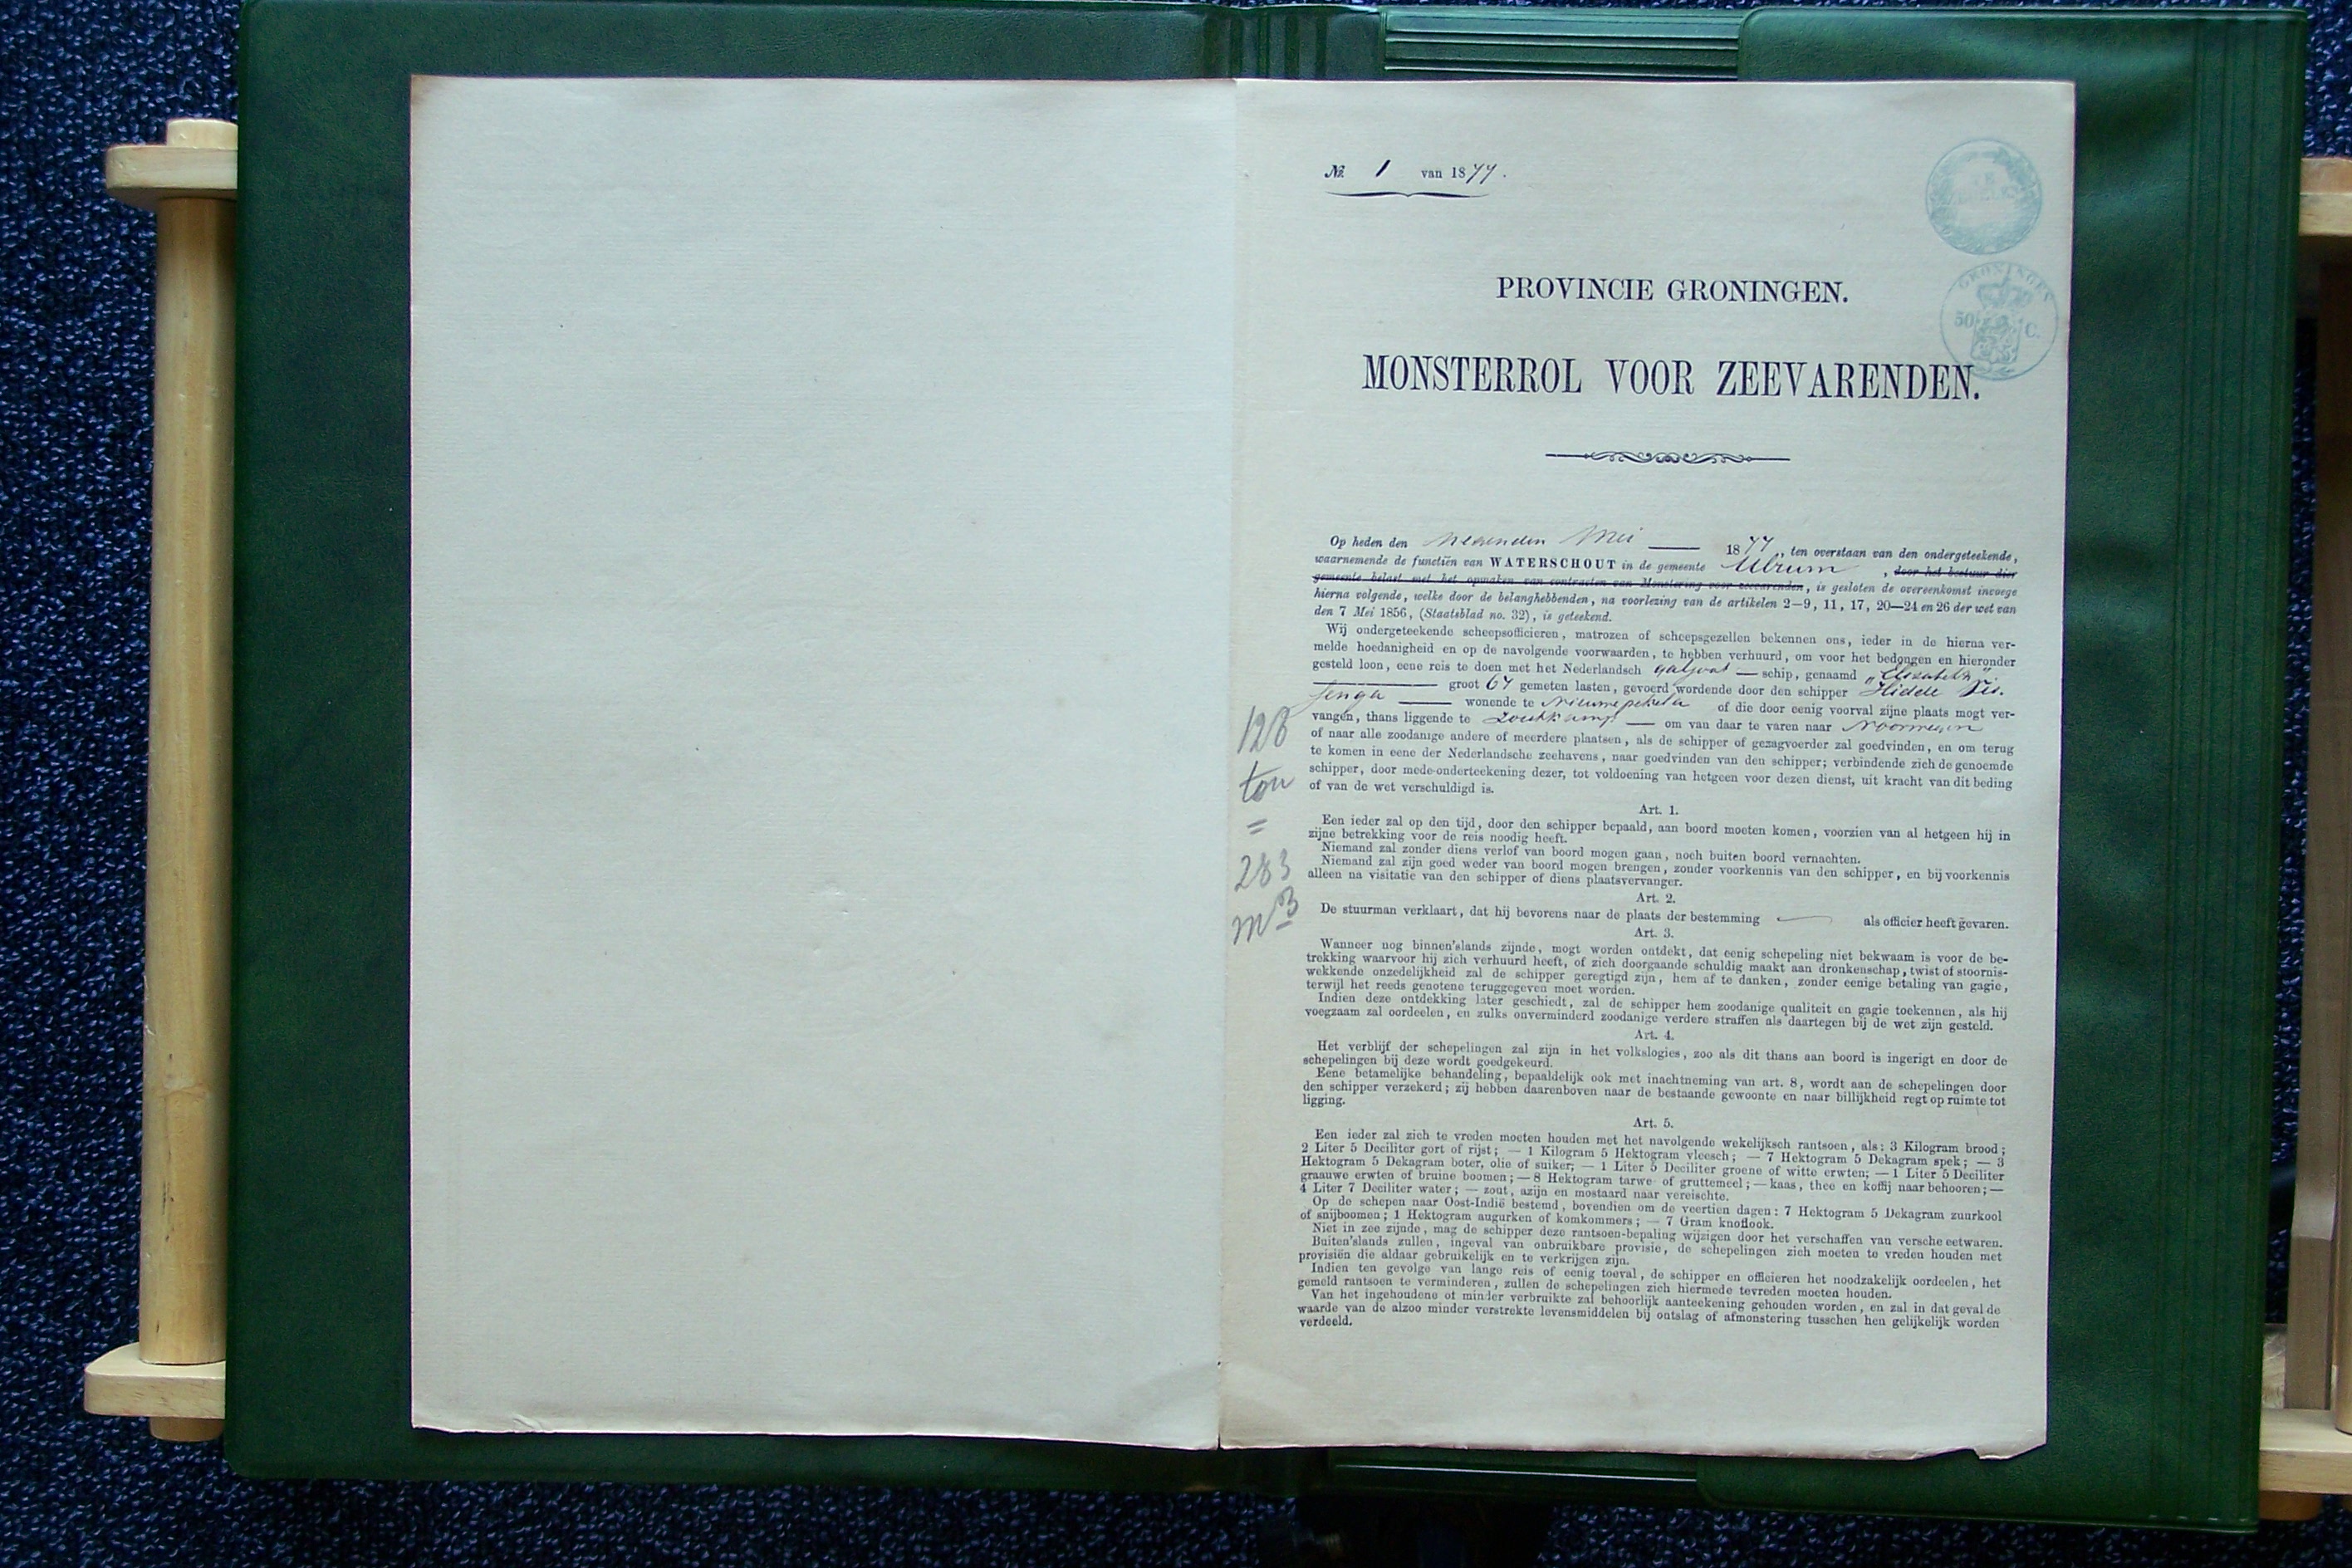 №. 1 van 1877.
GRONINGEN
50 C.
PROVINCIE GRONINGEN.
MONSTERROL VOOR ZEEVARENDEN.
Op heden den negenden Mei 1877, ten overstaan van den ondergeteekende,
waarnemende de functiën van WATERSCHOUT in de gemeente Ulrum, door het bestuur dier
gemeente belast met het opmaken van contracten van Monstering voor zeevarenden, is gesloten de overeenkomst invoege
hierna volgende, welke door de belanghebbenden, na voorlezing van de artikelen 2—9, 11, 17, 20—24 en 26 der wet van
den 7 Mei 1856, (Staatsblad no. 32), is geteekend.
Wij ondergeteekende scheepsofficieren, matrozen of scheepsgezellen bekennen ons, ieder in de hierna ver-
melde hoedanigheid en op de navolgende voorwaarden, te hebben verhuurd, om voor het bedongen en hieronder
gesteld loon, eene reis te doen met het Nederlandsch galjoot — schip, genaamd „Elisabeth"
groot 67 gemeten lasten, gevoerd wordende door den schipper Hidde
wonende te Nieuwe pekela of die door eenig voorval zijne plaats mogt ver-
vangen, thans liggende te Zoutkamp — om van daar te varen naar Noorwegen
of naar alle zoodanige andere of meerdere plaatsen, als de schipper of gezagvoerder zal goedvinden, en om terug
te komen in eene der Nederlandsche zeehavens, naar goedvinden van den schipper; verbindende zich de genoemde
schipper, door mede-onderteekening dezer, tot voldoening van hetgeen voor dezen dienst, uit kracht van dit beding
of van de wet verschuldigd is.
128
ton
=
283
m3
Art. 1.
Een ieder zal op den tijd, door den schipper bepaald, aan boord moeten komen, voorzien van al hetgeen hij in
zijne betrekking voor de reis noodig heeft.
Niemand zal zonder diens verlof van boord mogen gaan, noch buiten boord vernachten.
Niemand zal zijn goed weder van boord mogen brengen, zonder voorkennis van den schipper, en bij voorkennis
alleen na visitatie van den schipper of diens plaatsvervanger.
Art. 2.
De stuurman verklaart, dat hij bevorens naar de plaats der bestemming — als officier heeft gevaren.
Art. 3.
Wanneer nog binnen'slands zijnde, mogt worden ontdekt, dat eenig schepeling niet bekwaam is voor de be-
trekking waarvoor hij zich verhuurd heeft, of zich doorgaande schuldig maakt aan dronkenschap, twist of stoornis-
wekkende onzedelijkheid zal de schipper geregtigd zijn, hem af te danken, zonder eenige betaling van gagie,
terwijl het reeds genotene teruggegeven moet worden.
Indien deze ontdekking later geschiedt, zal de schipper hem zoodanige qualiteit en gagie toekennen, als hij
voegzaam zal oordeelen, en zulks onverminderd zoodanige verdere straffen als daartegen bij de wet zijn gesteld.
Art. 4.
Het verblijf der schepelingen zal zijn in het volkslogies, zoo als dit thans aan boord is ingerigt en door de
schepelingen bij deze wordt goedgekeurd.
Eene betamelijke behandeling, bepaaldelijk ook met inachtneming van art. 8, wordt aan de schepelingen door
den schipper verzekerd; zij hebben daarenboven naar de bestaande gewoonte en naar billijkheid regt op ruimte tot
ligging.
Art. 5.
Een ieder zal zich te vreden moeten houden met het navolgende wekelijksch rantsoen, als: 3 Kilogram brood;
2 Liter 5 Deciliter gort of rijst; — 1 Kilogram 5 Hektogram vleesch; — 7 Hektogram 5 Dekagram spek; — 3
Hektogram 5 Dekagram boter, olie of suiker; — 1 Liter 5 Deciliter groene of witte erwten; — 1 Liter 5 Deciliter
graauwe erwten of bruine boomen; — 8 Hektogram tarwe- of gruttemeel; — kaas, thee en koffij naar behooren; —
4 Liter 7 Deciliter water; — zout, azijn en mostaard naar vereischte.
Op de schepen naar Oost-Indië bestemd, bovendien om de veertien dagen: 7 Hektogram 5 Dekagram zuurkool
of snijboomen; 1 Hektogram augurken of komkommers; — 7 Gram knoflook.
Niet in zee zijnde, mag de schipper deze rantsoen-bepaling wijzigen door het verschaffen van versche eetwaren.
Buiten'slands zullen, ingeval van onbruikbare provisie, de schepelingen zich moeten te vreden houden met
provisiën die aldaar gebruikelijk en te verkrijgen zijn.
Indien ten gevolge van lange reis of eenig toeval, de schipper en officieren het noodzakelijk oordeelen, het
gemeld rantsoen te verminderen, zullen de schepelingen zich hiermede tevreden moeten houden.
Van het ingehoudene of minder verbruikte zal behoorlijk aanteekening gehouden worden, en zal in dat geval de
waarde van de alzoo minder verstrekte levensmiddelen bij ontslag of afmonstering tusschen hen gelijkelijk worden
verdeeld.